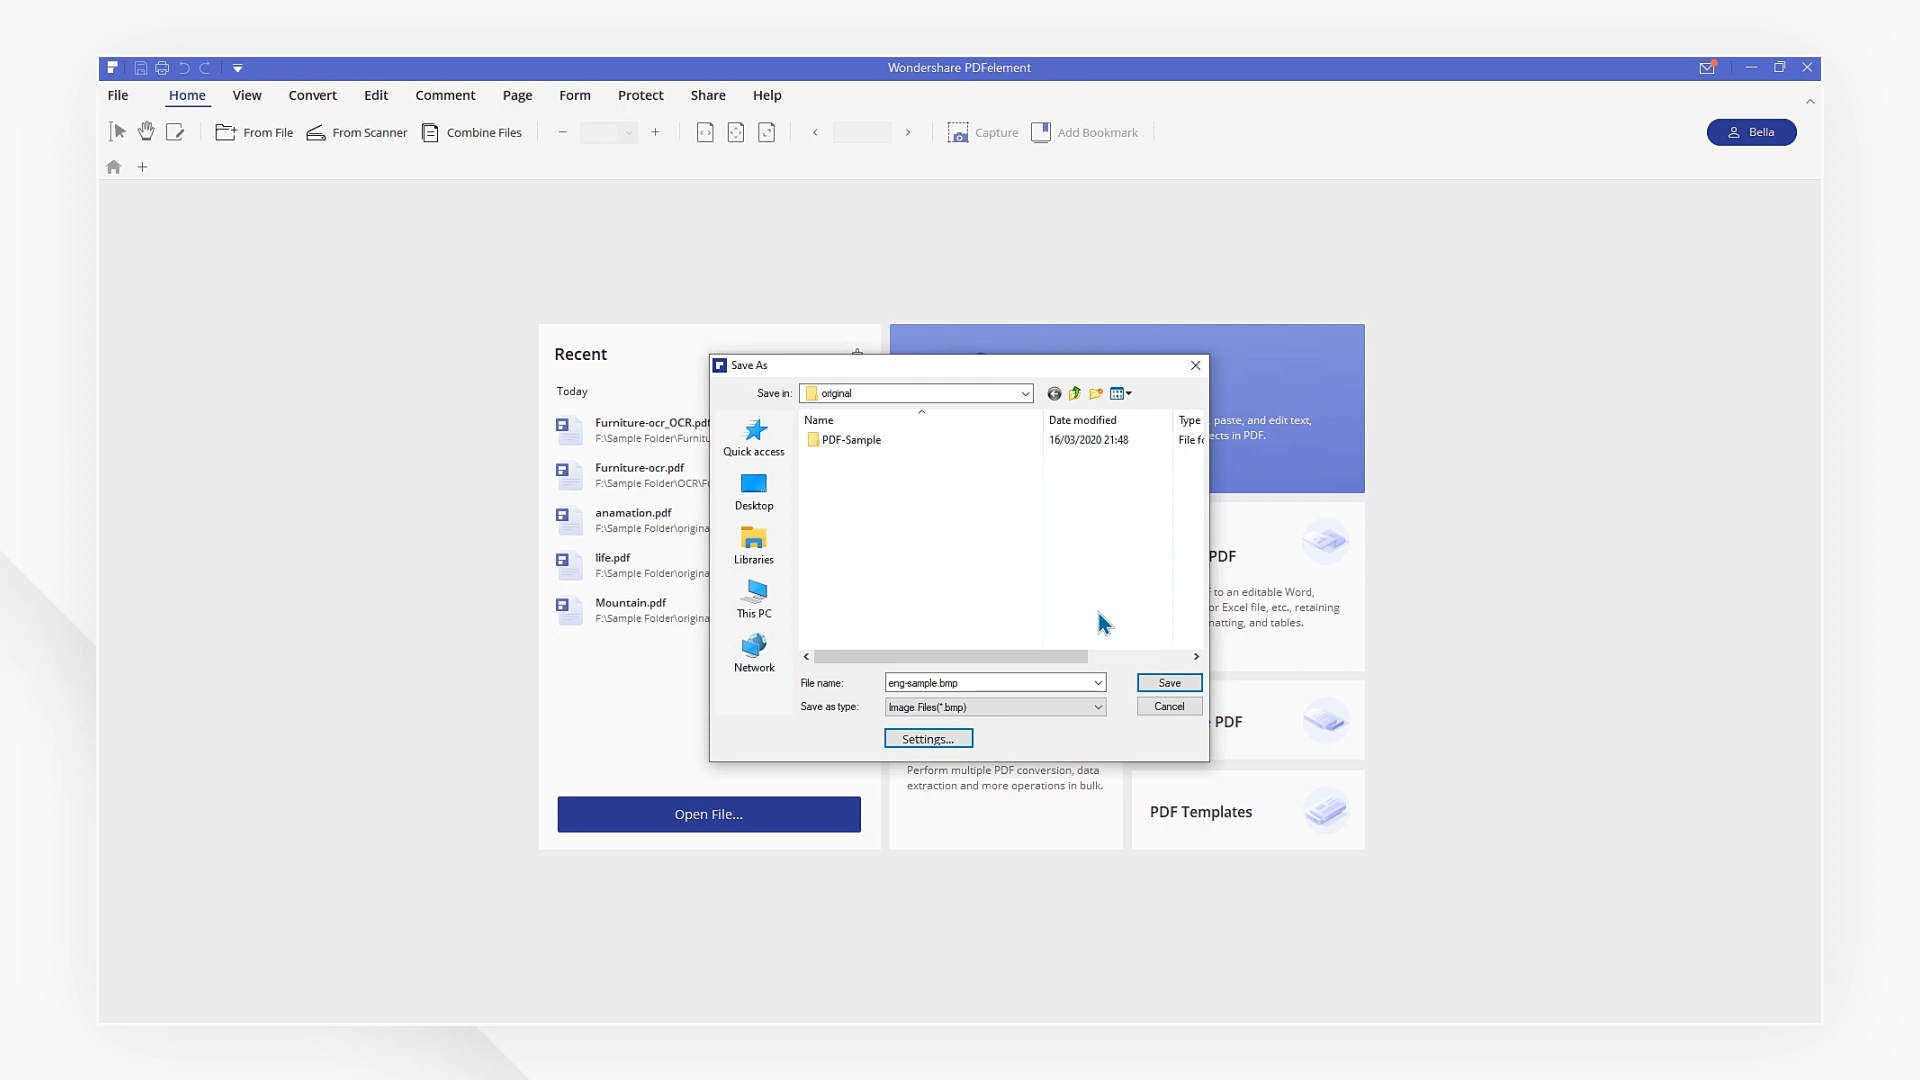 Wondershare PDFelement
File Home View Convert Edit Comment Page Form Protect Share Help
From File From Scanner Combine Files Capture Add Bookmark Bella
Recent
Today
Furniture-ocr_OCR.pdf
F:\Sample Folder\Furnitu
Furniture-ocr.pdf
F:\Sample Folder\OCR\Fu
anamation.pdf
F:\Sample Folder\origina
life.pdf
F:\Sample Folder\origina
Mountain.pdf
F:\Sample Folder\origina
Open File...
Save As
Save in: original
Quick access
Desktop
Libraries
This PC
Network
Name Date modified Type
PDF-Sample 16/03/2020 21:48 File fo
File name: eng-sample.bmp Save
Save as type: Image Files(*.bmp) Cancel
Settings...
paste, and edit text,
ects in PDF.
PDF
to an editable Word,
or Excel file, etc., retaining
matting, and tables.
PDF
Perform multiple PDF conversion, data
extraction and more operations in bulk.
PDF Templates